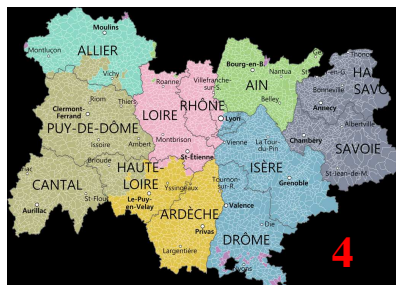 Moulins
Montluçon
ALLIER
Vichy
Roanne
Villefranche-
sur-S.
Bourg-en-B.
Nantua
AIN
Belley
Thonon
HA
SAVO
Bonneville
Annecy
Riom
Thiers
Clermont-
Ferrand
PUY-DE-DÔME
LOIRE
RHÔNE
Lyon
Albertville
Issoire
Ambert
Montbrison
Vienne
La Tour-
du-Pin
Chambéry
SAVOIE
St-Étienne
Brioude
HAUTE-
LOIRE
Yssingeaux
Tournon-
sur-R.
ISÈRE
Grenoble
St-Jean-de-M.
CANTAL
St-Flour
Aurillac
Le-Puy-
en-Velay
ARDÈCHE
Valence
Privas
Die
DRÔME
Largentière
Nyons
4